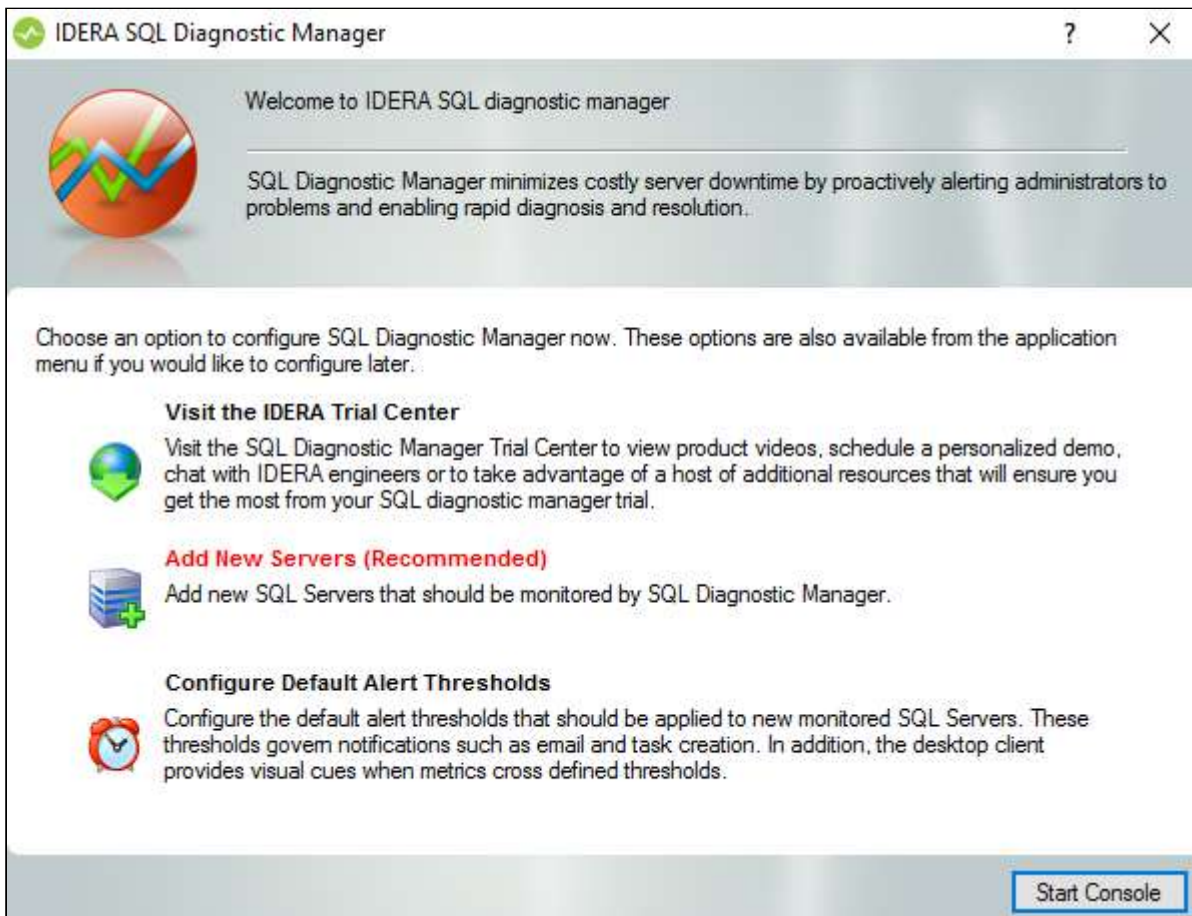 IDERA SQL Diagnostic Manager
?
Welcome to IDERA SQL diagnostic manager
SQL Diagnostic Manager minimizes costly server downtime by proactively alerting administrators to
problems and enabling rapid diagnosis and resolution.
Choose an option to configure SQL Diagnostic Manager now. These options are also available from the application
menu if you would like to configure later.
Visit the IDERA Trial Center
Visit the SQL Diagnostic Manager Trial Center to view product videos, schedule a personalized demo,
chat with IDERA engineers or to take advantage of a host of additional resources that will ensure you
get the most from your SQL diagnostic manager trial.
Add New Servers (Recommended)
Add new SQL Servers that should be monitored by SQL Diagnostic Manager.
Configure Default Alert Thresholds
Configure the default alert thresholds that should be applied to new monitored SQL Servers. These
thresholds govern notifications such as email and task creation. In addition, the desktop client
provides visual cues when metrics cross defined thresholds.
Start Console